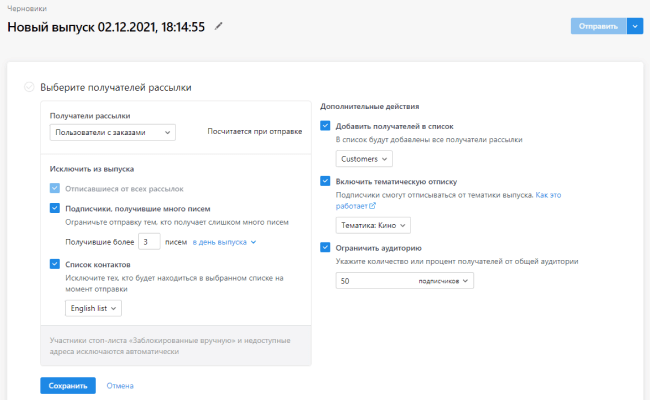 Черновики
Новый выпуск 02.12.2021, 18:14:55
Отправить
Выберите получателей рассылки
Получатели рассылки
Пользователи с заказами
Посчитается при отправке
Исключить из выпуска
Отписавшиеся от всех рассылок
Подписчики, получившие много писем
Ограничьте отправку тем, кто получает слишком много писем
Получившие более 3 писем в день выпуска
Список контактов
Исключите тех, кто будет находиться в выбранном списке на
момент отправки
English list
Участники стоп-листа «Заблокированные вручную» и недоступные
адреса исключаются автоматически
Дополнительные действия
Добавить получателей в список
В список будут добавлены все получатели рассылки
Customers
Включить тематическую отписку
Подписчики смогут отписываться от тематики выпуска. Как это
работает
Тематика: Кино
Ограничить аудиторию
Укажите количество или процент получателей от общей аудитории
50 подписчиков
Сохранить
Отмена